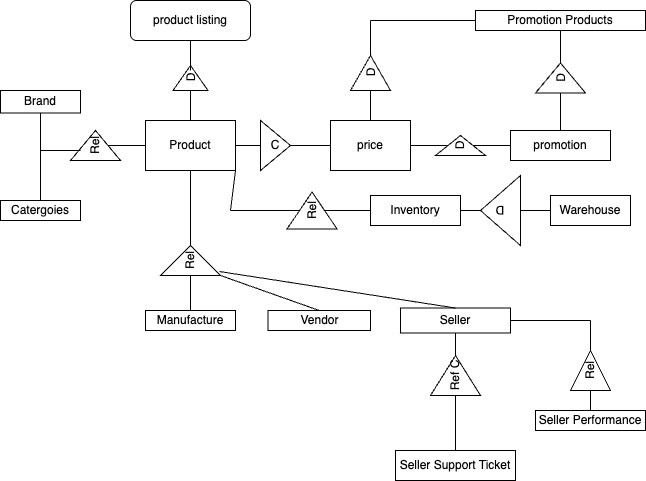 product listing
Promotion Products
D
D
D
Brand
Rel
Product
C
price
D
promotion
Catergoies
Rel
Inventory
D
Warehouse
Rel
Manufacture
Vendor
Seller
Ref C
Rel
Seller Performance
Seller Support Ticket